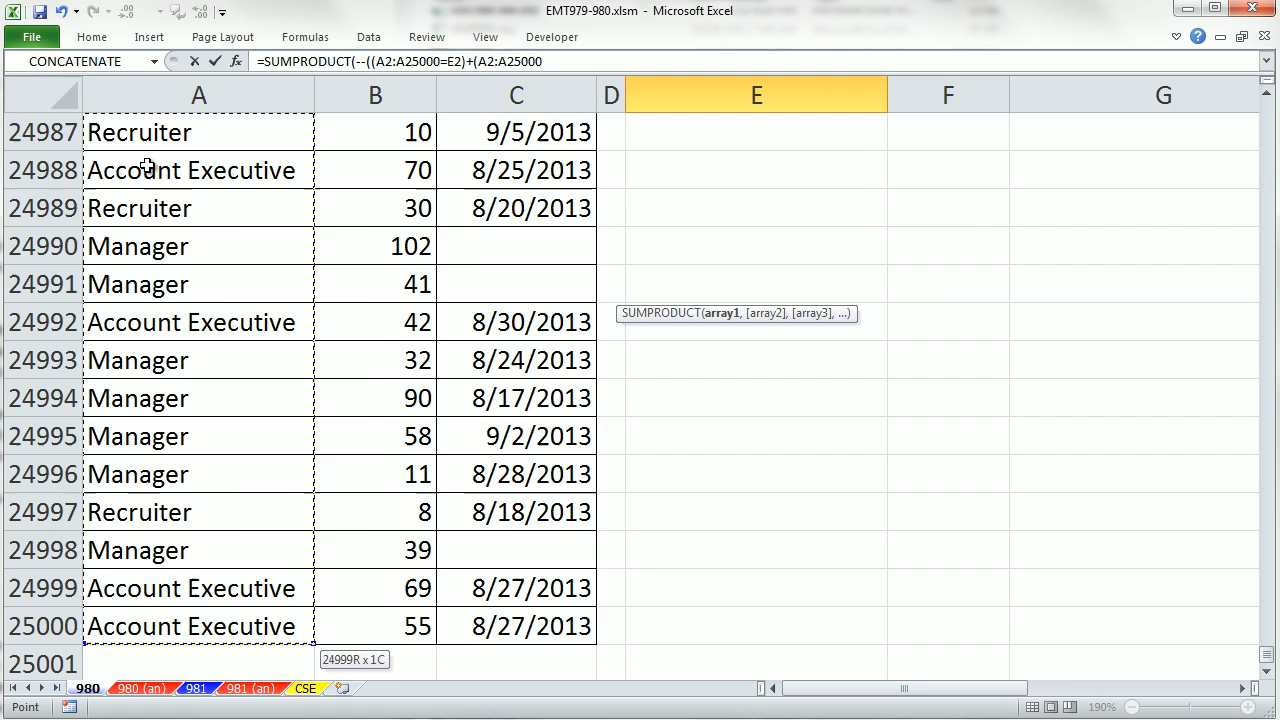 EMT979-980.xlsm - Microsoft Excel
File Home Insert Page Layout Formulas Data Review View Developer
CONCATENATE fx =SUMPRODUCT(--((A2:A25000=E2)+(A2:A25000
A B C D E F G
24987 Recruiter 10 9/5/2013
24988 Account Executive 70 8/25/2013
24989 Recruiter 30 8/20/2013
24990 Manager 102
24991 Manager 41
24992 Account Executive 42 8/30/2013
SUMPRODUCT(array1, [array2], [array3], ...)
24993 Manager 32 8/24/2013
24994 Manager 90 8/17/2013
24995 Manager 58 9/2/2013
24996 Manager 11 8/28/2013
24997 Recruiter 8 8/18/2013
24998 Manager 39
24999 Account Executive 69 8/27/2013
25000 Account Executive 55 8/27/2013
25001
24999R x 1C
980 980 (an) 981 981 (an) CSE
Point 190%